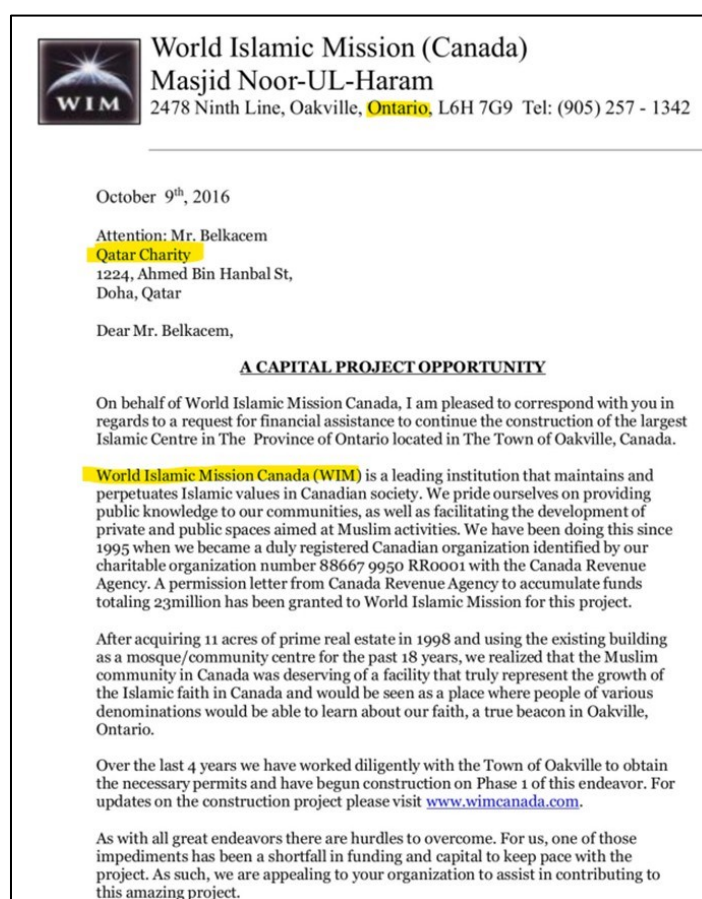 WIM
World Islamic Mission (Canada)
Masjid Noor-UL-Haram
2478 Ninth Line, Oakville, Ontario, L6H 7G9 Tel: (905) 257 - 1342
October 9th, 2016
Attention: Mr. Belkacem
Qatar Charity
1224, Ahmed Bin Hanbal St,
Doha, Qatar
Dear Mr. Belkacem,
A CAPITAL PROJECT OPPORTUNITY
On behalf of World Islamic Mission Canada, I am pleased to correspond with you in
regards to a request for financial assistance to continue the construction of the largest
Islamic Centre in The Province of Ontario located in The Town of Oakville, Canada.
World Islamic Mission Canada (WIM) is a leading institution that maintains and
perpetuates Islamic values in Canadian society. We pride ourselves on providing
public knowledge to our communities, as well as facilitating the development of
private and public spaces aimed at Muslim activities. We have been doing this since
1995 when we became a duly registered Canadian organization identified by our
charitable organization number 88667 9950 RR0001 with the Canada Revenue
Agency. A permission letter from Canada Revenue Agency to accumulate funds
totaling 23million has been granted to World Islamic Mission for this project.
After acquiring 11 acres of prime real estate in 1998 and using the existing building
as a mosque/community centre for the past 18 years, we realized that the Muslim
community in Canada was deserving of a facility that truly represent the growth of
the Islamic faith in Canada and would be seen as a place where people of various
denominations would be able to learn about our faith, a true beacon in Oakville,
Ontario.
Over the last 4 years we have worked diligently with the Town of Oakville to obtain
the necessary permits and have begun construction on Phase 1 of this endeavor. For
updates on the construction project please visit www.wimcanada.com.
As with all great endeavors there are hurdles to overcome. For us, one of those
impediments has been a shortfall in funding and capital to keep pace with the
project. As such, we are appealing to your organization to assist in contributing to
this amazing project.